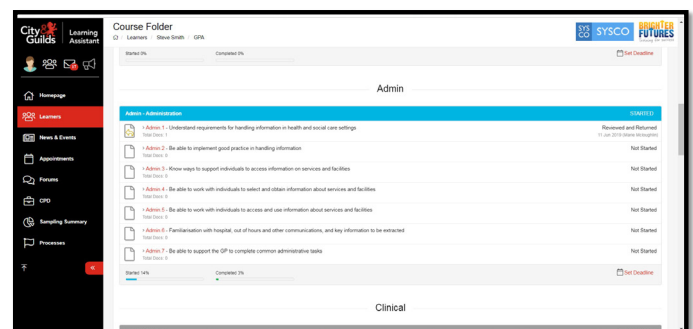 City&Guilds
Learning Assistant
Homepage
Learners
News & Events
Appointments
Forums
CPD
Sampling Summary
Processes
Course Folder
Learners
Steve Smith
GPA
SYSCO
SYSCO
BRIGHTER FUTURES
Started 0%
Completed 0%
Set Deadline
Admin
Admin - Administration
STARTED
Admin 1 - Understand requirements for handling information in health and social care settings
Total Docs: 1
Reviewed and Returned
Admin 2 - Be able to implement good practice in handling information
Total Docs: 0
Not Started
Admin 3 - Know ways to support individuals to access information on services and facilities
Total Docs: 0
Not Started
Admin 4 - Be able to work with individuals to select and obtain information about services and facilities
Total Docs: 0
Not Started
Admin 5 - Be able to work with individuals to access and use information about services & facilities
Total Docs: 0
Not Started
Admin 6 - Familiarisation with hospital, out of hours and other communications, and key information to be extracted
Total Docs: 0
Not Started
Admin 7 - Be able to support the GP to complete common administrative tasks
Total Docs: 0
Not Started
Started 14%
Completed 3%
Set Deadline
Clinical